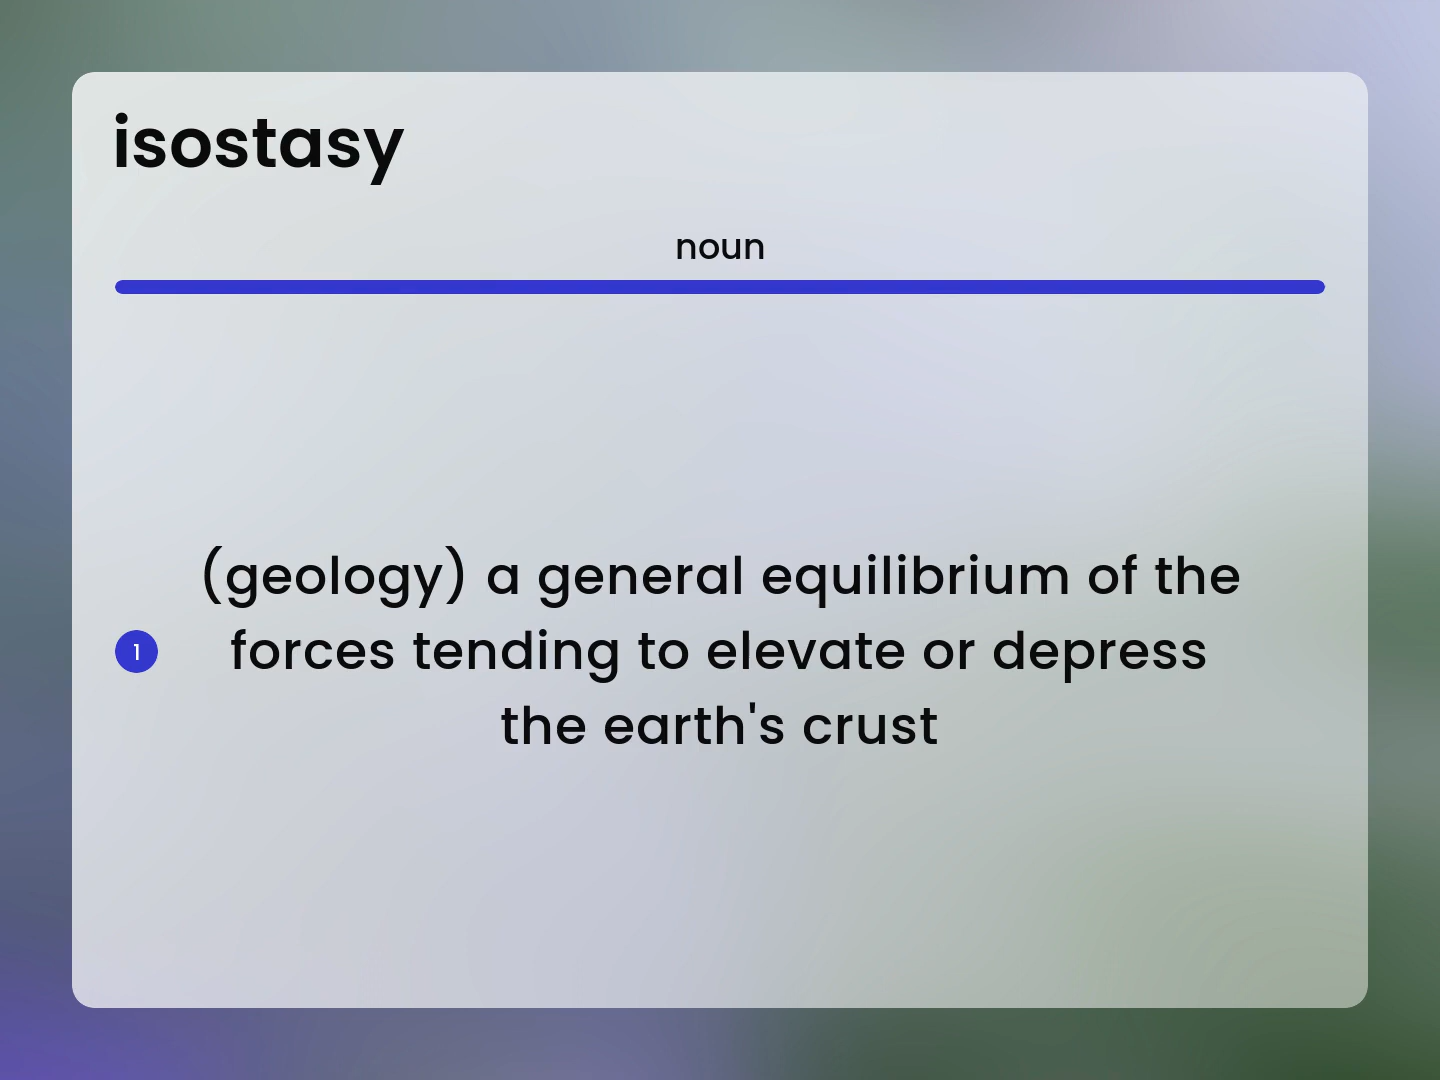 isostasy
noun
(geology) a general equilibrium of the
1 forces tending to elevate or depress
the earth's crust